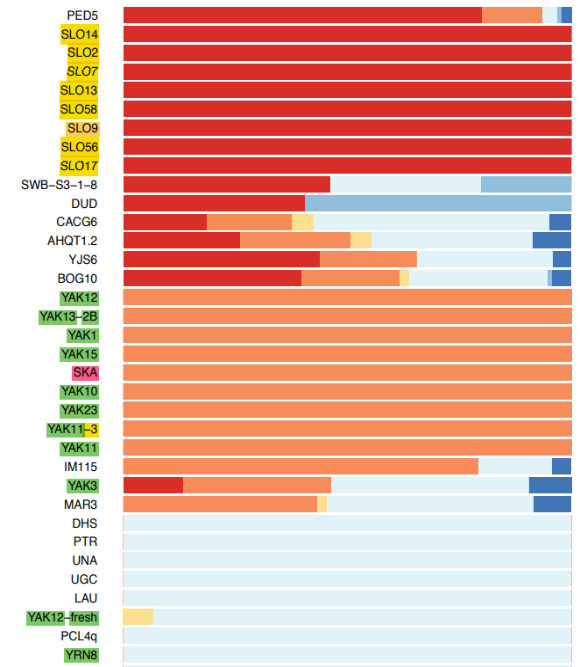 PED5
SLO14
SLO2
SLO7
SLO13
SLO58
SLO9
SLO56
SLO17
SWB−S3−1−8
DUD
CACG6
AHQT1.2
YJS6
BOG10
YAK12
YAK13−2B
YAK1
YAK15
SKA
YAK10
YAK23
YAK11−3
YAK11
IM115
YAK3
MAR3
DHS
PTR
UNA
UGC
LAU
YAK12−fresh
PCL4q
YRN8